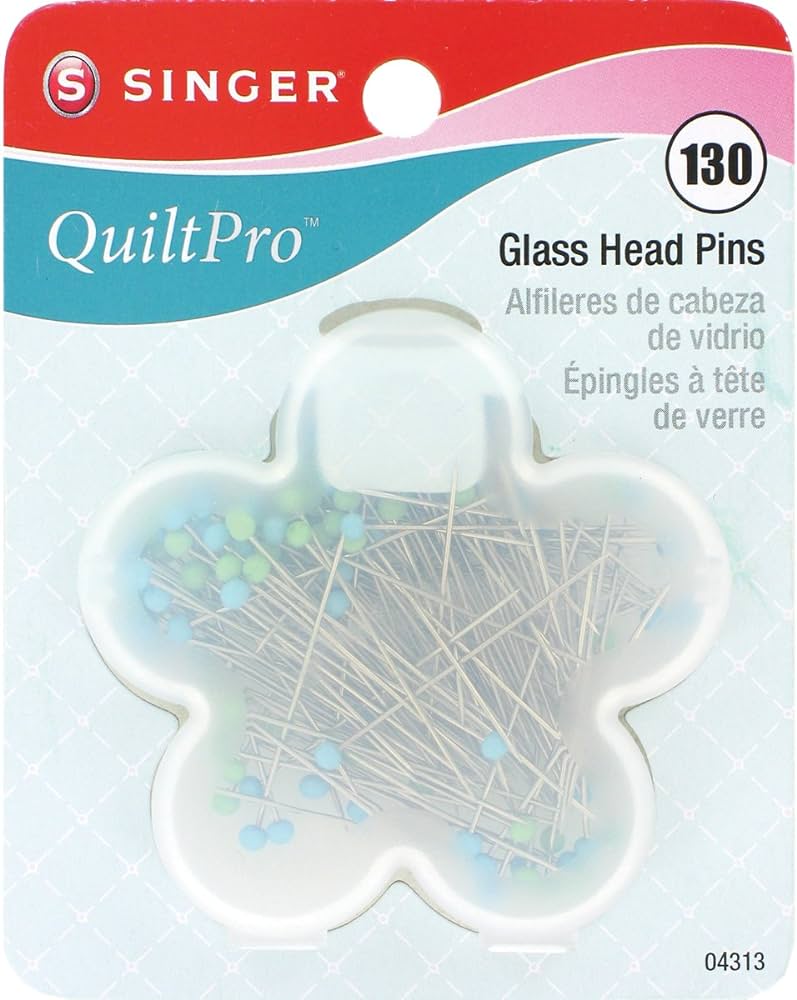 S SINGER®
130
QuiltPro™
Glass Head Pins
Alfileres de cabeza
de vidrio
Épingles à tête
de verre
04313